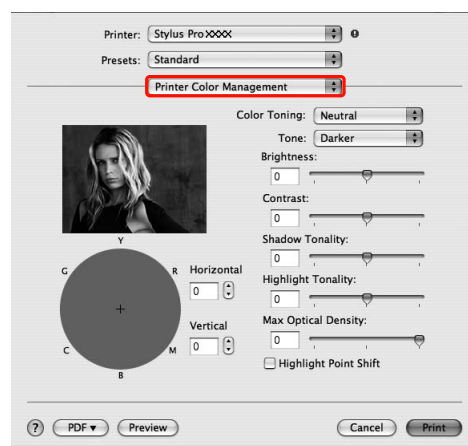 Printer: Stylus Pro XXXX
Presets: Standard
Printer Color Management
Color Toning: Neutral
Tone: Darker
Brightness:
0
Contrast:
0
Shadow Tonality:
0
Highlight Tonality:
0
Max Optical Density:
0
Highlight Point Shift
Y
G R
C M
B
Horizontal
0
Vertical
0
? PDF Preview Cancel Print